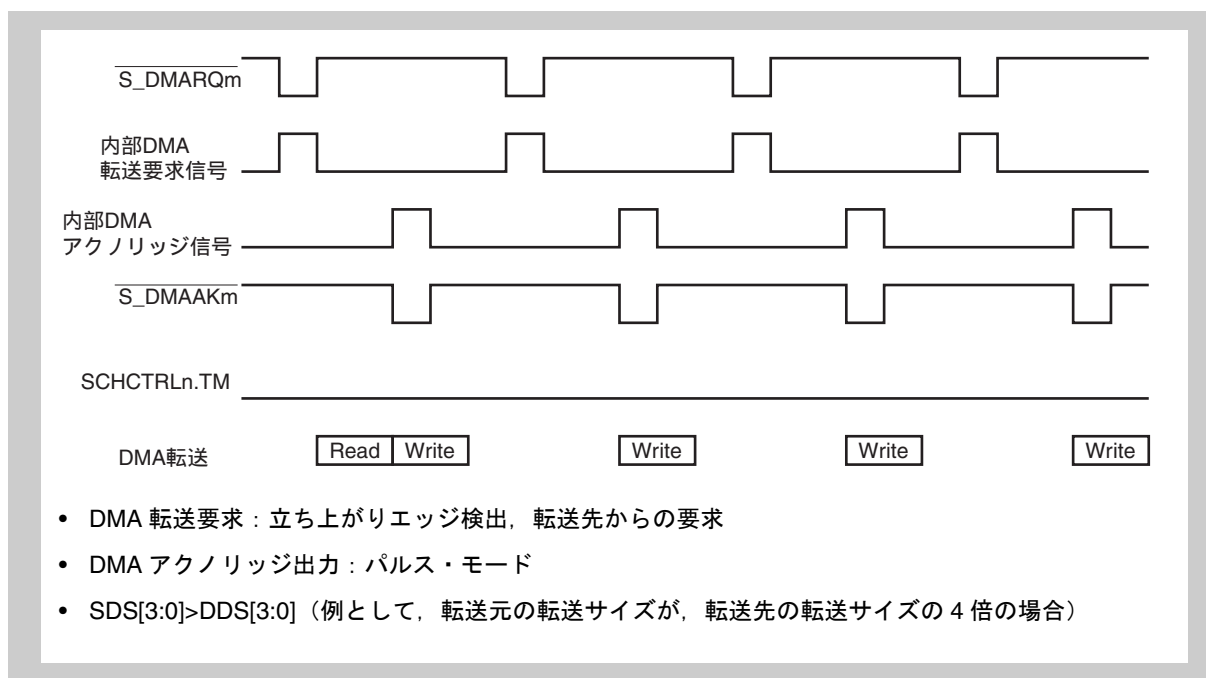 S_DMARQm
内部DMA
転送要求信号
内部DMA
アクノリッジ信号
S_DMAAKm
SCHCTRLn.TM
DMA転送 Read Write Write Write Write
• DMA 転送要求：立ち上がりエッジ検出，転送先からの要求
• DMA アクノリッジ出力：パルス・モード
• SDS[3:0]>DDS[3:0]（例として，転送元の転送サイズが，転送先の転送サイズの 4 倍の場合）